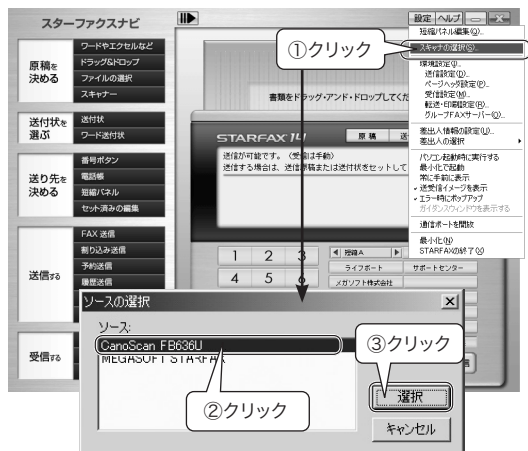 スターファクスナビ
設定 ヘルプ
短縮パネル編集(Q)...
スキャナの選択(S)...
環境設定(J)...
送信設定(D)...
ページヘッダ設定(P)...
受信設定(M)...
転送・印刷設定(R)...
グループFAXサーバー(G)...
差出人情報の設定(U)...
差出人の選択
パソコン起動時に実行する
最小化で起動
常に手前に表示
送受信イメージを表示
エラー時にポップアップ
ガイダンスウィンドウを表示する
通信ポートを開放
最小化(N)
STARFAXの終了(X)
①クリック
原稿を
決める
ワードやエクセルなど
ドラッグ&ドロップ
ファイルの選択
スキャナー
書類をドラッグ・アンド・ドロップしてくだ
送付状を
選ぶ
送付状
ワード送付状
STARFAX 14
原稿
送
送信が可能です。(受信は手動)
送信する場合は、送信原稿または送付状をセットして
送り先を
決める
番号ボタン
電話帳
短縮パネル
セット済みの編集
送信する
FAX 送信
割り込み送信
予約送信
履歴送信
1 2 3
4 5 6
短縮A
ライフボート
サポートセンター
メガソフト株式会社
受信する
ソースの選択
ソース:
CanoScan FB636U
MEGASOFT STARFAX
②クリック
③クリック
選択
キャンセル